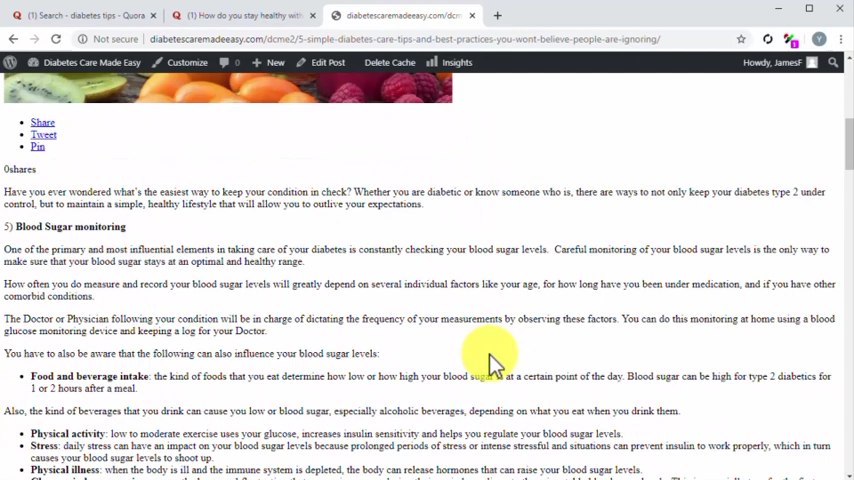 (1) Search - diabetes tips - Quora
(1) How do you stay healthy with
diabetescaremadeeasy.com/dcme
Not secure
diabetescaremadeeasy.com/dcme2/5-simple-diabetes-care-tips-and-best-practices-you-wont-believe-people-are-ignoring/
Diabetes Care Made Easy
Customize
0
New
Edit Post
Delete Cache
Insights
Howdy, JamesF
Share
Tweet
Pin
0shares
Have you ever wondered what's the easiest way to keep your condition in check? Whether you are diabetic or know someone who is, there are ways to not only keep your diabetes type 2 under
control, but to maintain a simple, healthy lifestyle that will allow you to outlive your expectations.
5) Blood Sugar monitoring
One of the primary and most influential elements in taking care of your diabetes is constantly checking your blood sugar levels. Careful monitoring of your blood sugar levels is the only way to
make sure that your blood sugar stays at an optimal and healthy range.
How often you do measure and record your blood sugar levels will greatly depend on several individual factors like your age, for how long have you been under medication, and if you have other
comorbid conditions.
The Doctor or Physician following your condition will be in charge of dictating the frequency of your measurements by observing these factors. You can do this monitoring at home using a blood
glucose monitoring device and keeping a log for your Doctor.
You have to also be aware that the following can also influence your blood sugar levels:
Food and beverage intake: the kind of foods that you eat determine how low or how high your blood sugar is at a certain point of the day. Blood sugar can be high for type 2 diabetics for
1 or 2 hours after a meal.
Also, the kind of beverages that you drink can cause you low or blood sugar, especially alcoholic beverages, depending on what you eat when you drink them.
Physical activity: low to moderate exercise uses your glucose, increases insulin sensitivity and helps you regulate your blood sugar levels.
Stress: daily stress can have an impact on your blood sugar levels because prolonged periods of stress or intense stressful and situations can prevent insulin to work properly, which in turn
causes your blood sugar levels to shoot up.
Physical illness: when the body is ill and the immune system is depleted, the body can release hormones that can raise your blood sugar levels.